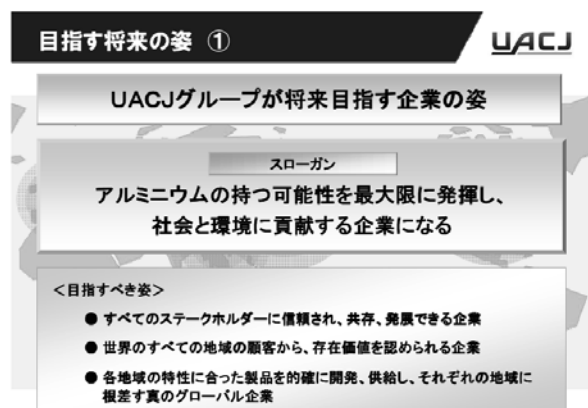 目指す将来の姿 ①
UACJ
UACJグループが将来目指す企業の姿
スローガン
アルミニウムの持つ可能性を最大限に発揮し、
社会と環境に貢献する企業になる
<目指すべき姿>
● すべてのステークホルダーに信頼され、共存、発展できる企業
● 世界のすべての地域の顧客から、存在価値を認められる企業
● 各地域の特性に合った製品を的確に開発、供給し、それぞれの地域に
根差す真のグローバル企業